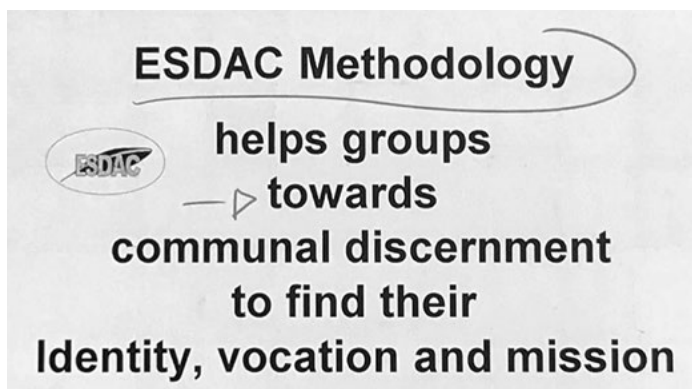 ESDAC Methodology
helps groups
ESDAC
towards
communal discernment
to find their
Identity, vocation and mission